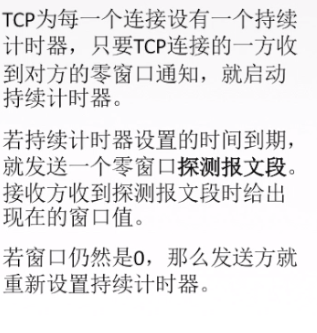 TCP为每一个连接设有一个持续
计时器，只要TCP连接的一方收
到对方的零窗口通知，就启动
持续计时器。
若持续计时器设置的时间到期，
就发送一个零窗口探测报文段。
接收方收到探测报文段时给出
现在的窗口值。
若窗口仍然是0，那么发送方就
重新设置持续计时器。